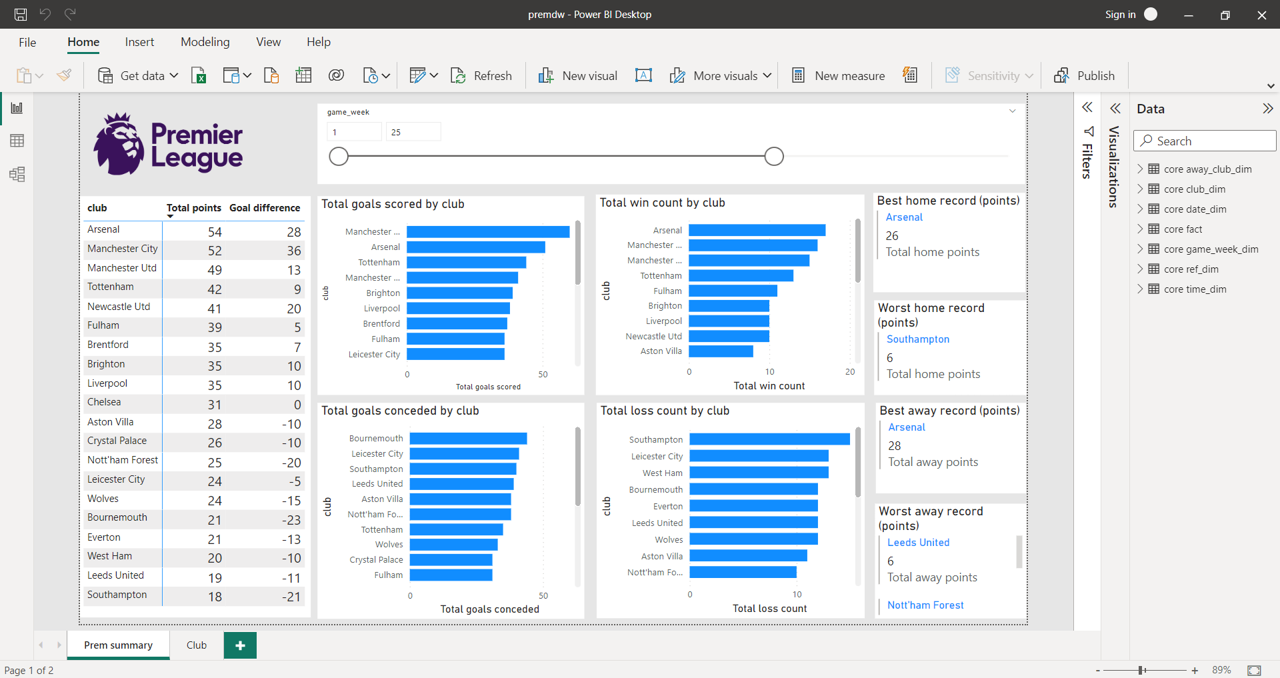 premdw - Power BI Desktop
Sign in
File Home Insert Modeling View Help
Get data Refresh New visual More visuals New measure Sensitivity Publish
Premier
League
game_week
1 25
club Total points Goal difference
Arsenal 54 28
Manchester City 52 36
Manchester Utd 49 13
Tottenham 42 9
Newcastle Utd 41 20
Fulham 39 5
Brentford 35 7
Brighton 35 10
Liverpool 35 10
Chelsea 31 0
Aston Villa 28 -10
Crystal Palace 26 -10
Nott'ham Forest 25 -20
Leicester City 24 -5
Wolves 24 -15
Bournemouth 21 -23
Everton 21 -13
West Ham 20 -10
Leeds United 19 -11
Southampton 18 -21
Total goals scored by club
club
Manchester ...
Arsenal
Tottenham
Manchester ...
Brighton
Liverpool
Brentford
Fulham
Leicester City
0 50
Total goals scored
Total win count by club
club
Arsenal
Manchester ...
Manchester ...
Tottenham
Fulham
Brighton
Liverpool
Newcastle Utd
Aston Villa
0 10 20
Total win count
Total goals conceded by club
club
Bournemouth
Leicester City
Southampton
Leeds United
Aston Villa
Nott'ham Fo...
Tottenham
Wolves
Crystal Palace
Fulham
0 50
Total goals conceded
Total loss count by club
club
Southampton
Leicester City
West Ham
Bournemouth
Everton
Leeds United
Wolves
Aston Villa
Nott'ham Fo...
0 10
Total loss count
Best home record (points)
Arsenal
26
Total home points
Worst home record
(points)
Southampton
6
Total home points
Best away record (points)
Arsenal
28
Total away points
Worst away record
(points)
Leeds United
6
Total away points
Nott'ham Forest
Filters
Visualizations
Data
Search
core away_club_dim
core club_dim
core date_dim
core fact
core game_week_dim
core ref_dim
core time_dim
Prem summary Club
Page 1 of 2
- + 89%